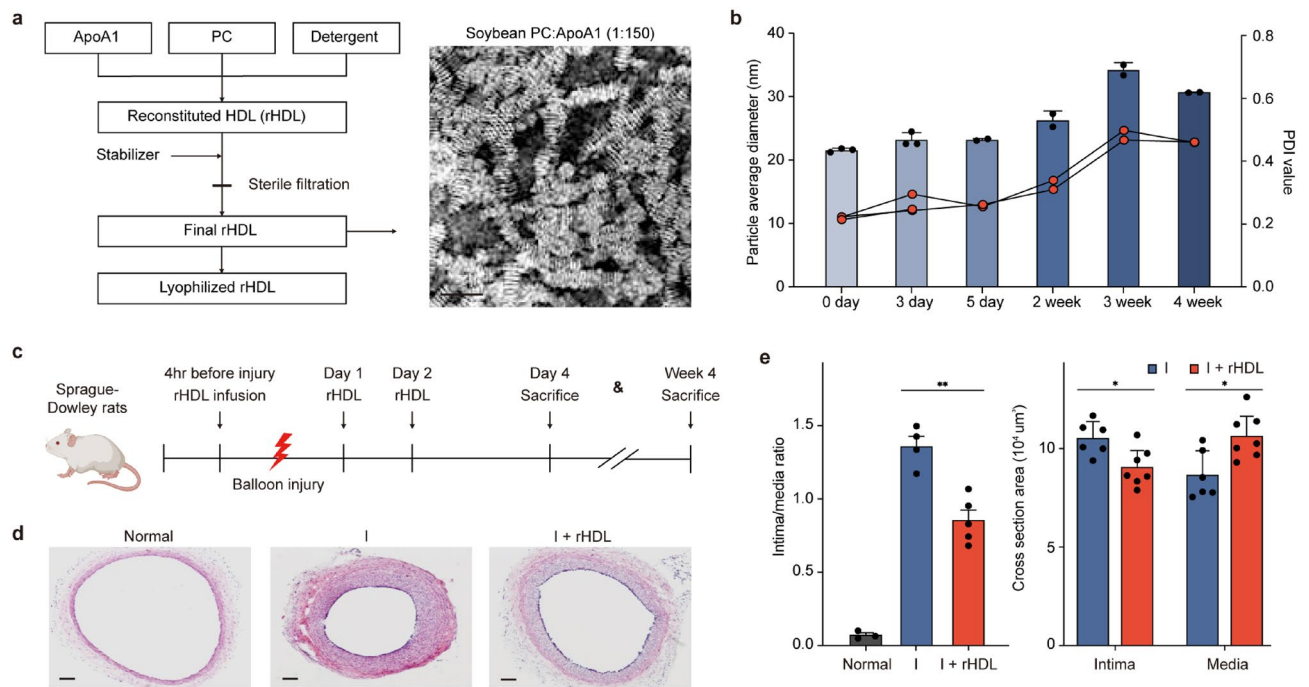 a
ApoA1
PC
Detergent
Reconstituted HDL (rHDL)
Stabilizer
Sterile filtration
Final rHDL
Lyophilized rHDL
Soybean PC:ApoA1 (1:150)
b
Particle average diameter (nm)
40
30
20
10
0
0.8
0.6
0.4
0.2
0.0
PDI value
0 day
3 day
5 day
2 week
3 week
4 week
c
Sprague-
Dowley rats
4hr before injury
rHDL infusion
Balloon injury
Day 1
rHDL
Day 2
rHDL
Day 4
Sacrifice
&
Week 4
Sacrifice
d
Normal
I
I + rHDL
e
Intima/media ratio
1.5
1.0
1.5
0.0
**
Normal
I
I + rHDL
Cross section area (10⁴ um²)
10
5
0
I
I + rHDL
*
*
Intima
Media